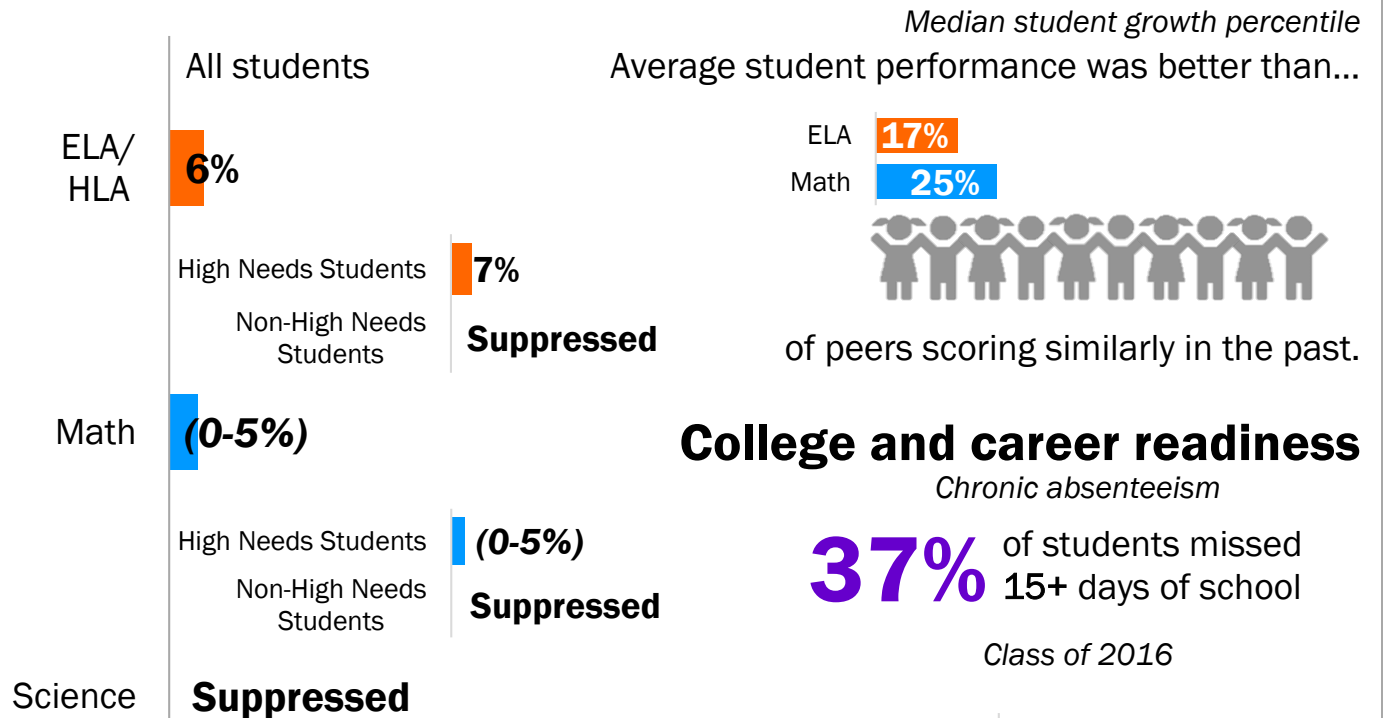 All students
ELA/
HLA
6%
High Needs Students
7%
Non-High Needs
Students
Suppressed
Math
(0-5%)
High Needs Students
(0-5%)
Non-High Needs
Students
Suppressed
Science
Suppressed
Median student growth percentile
Average student performance was better than...
ELA
17%
Math
25%
of peers scoring similarly in the past.
College and career readiness
Chronic absenteeism
37%
of students missed
15+ days of school
Class of 2016